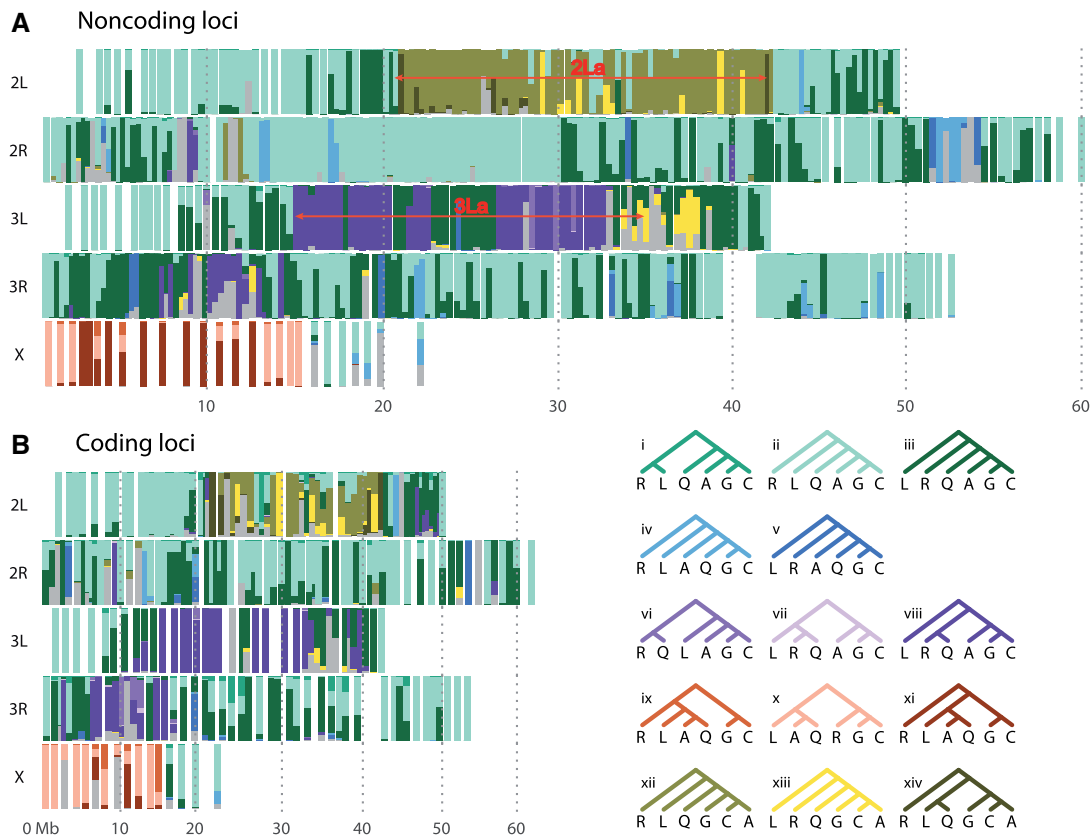 A Noncoding loci
2L
2La
2R
3L
3La
3R
X
10 20 30 40 50 60
B Coding loci
2L
2R
3L
3R
X
0 Mb 10 20 30 40 50 60
i ii iii
R L Q A G C R L Q A G C L R Q A G C
iv v
R L A Q G C L R A Q G C
vi vii viii
R Q L A G C L R Q A G C L R Q A G C
ix x xi
R L A Q G C L A Q R G C R L A Q G C
xii xiii xiv
R L Q G C A L R Q G C A R L Q G C A